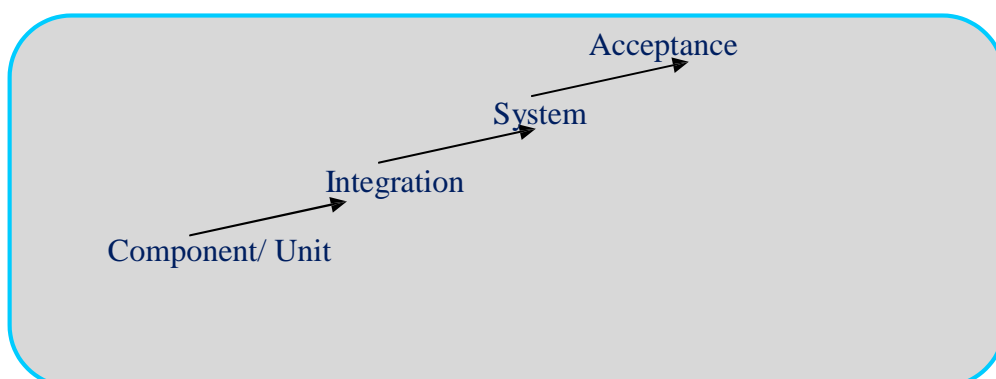 Acceptance
System
Integration
Component/ Unit